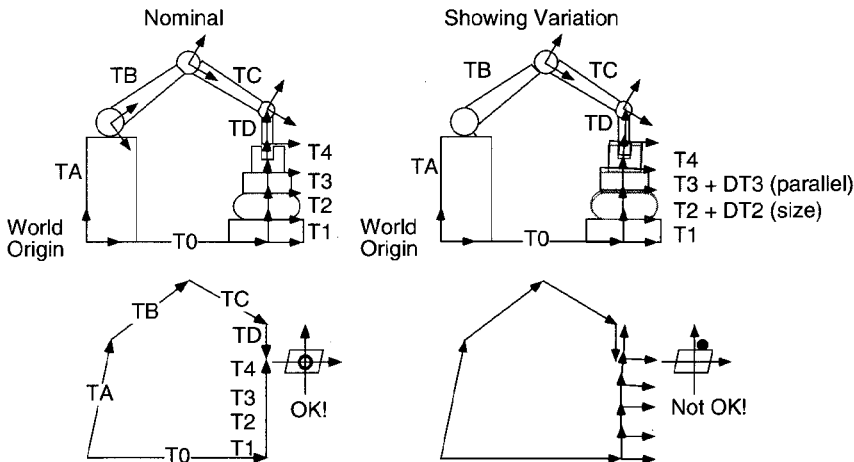 Nominal
TB
TC
TA
TD
T4
T3
T2
T1
World
Origin
T0
Showing Variation
TB
TC
TA
TD
T4
T3 + DT3 (parallel)
T2 + DT2 (size)
T1
World
Origin
T0
TB
TC
TA
TD
T4
T3
T2
T1
T0
OK!
Not OK!